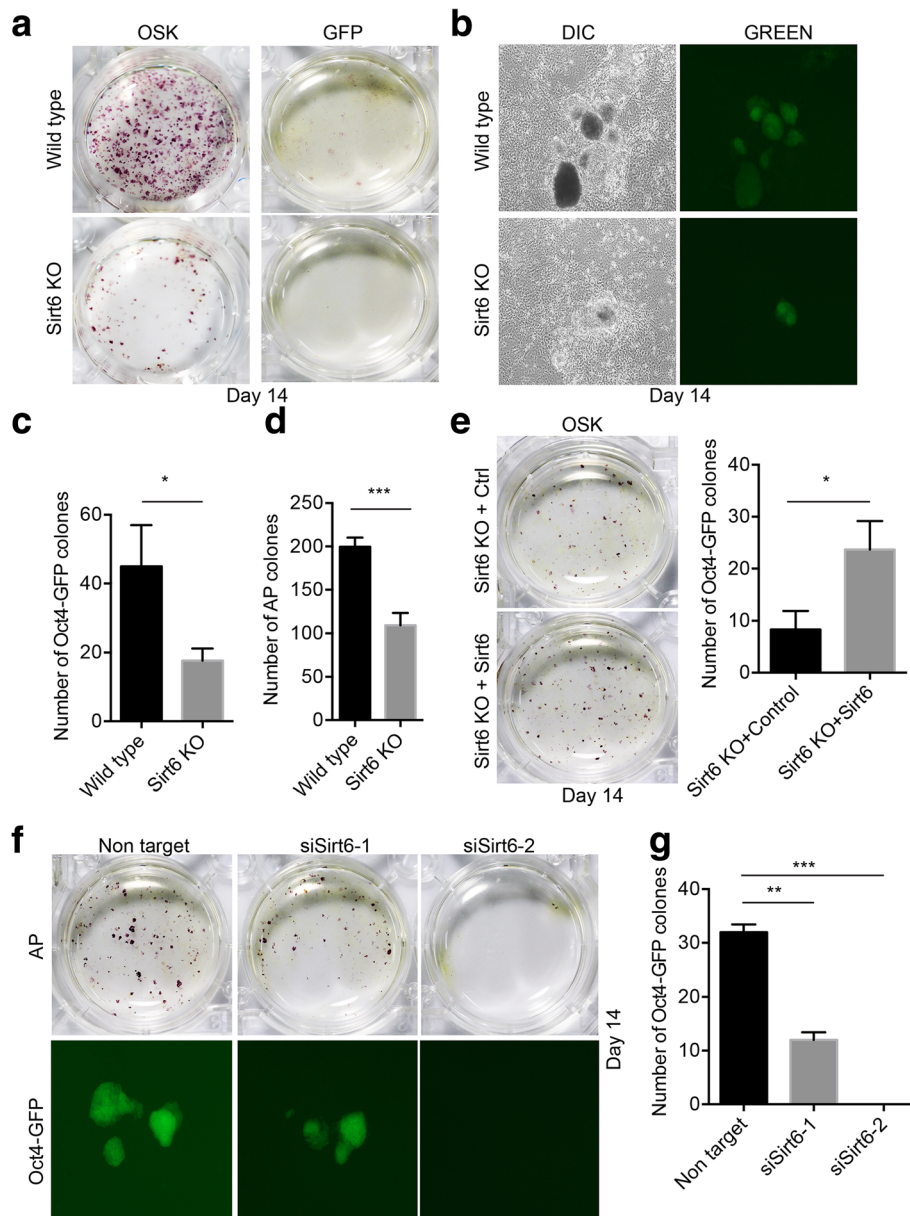 a
OSK
GFP
Wild type
Sirt6 KO
Day 14
b
DIC
GREEN
Wild type
Sirt6 KO
Day 14
c
*
Number of Oct4-GFP colones
60
40
20
0
Wild type
Sirt6 KO
d
***
Number of AP colones
250
200
150
100
50
0
Wild type
Sirt6 KO
e
OSK
Sirt6 KO + Ctrl
Sirt6 KO + Sirt6
Day 14
*
Number of Oct4-GFP colones
40
30
20
10
0
Sirt6 KO+Control
Sirt6 KO+Sirt6
f
Non target
siSirt6-1
siSirt6-2
AP
Oct4-GFP
Day 14
g
***
**
Number of Oct4-GFP colones
40
30
20
10
0
Non target
siSirt6-1
siSirt6-2